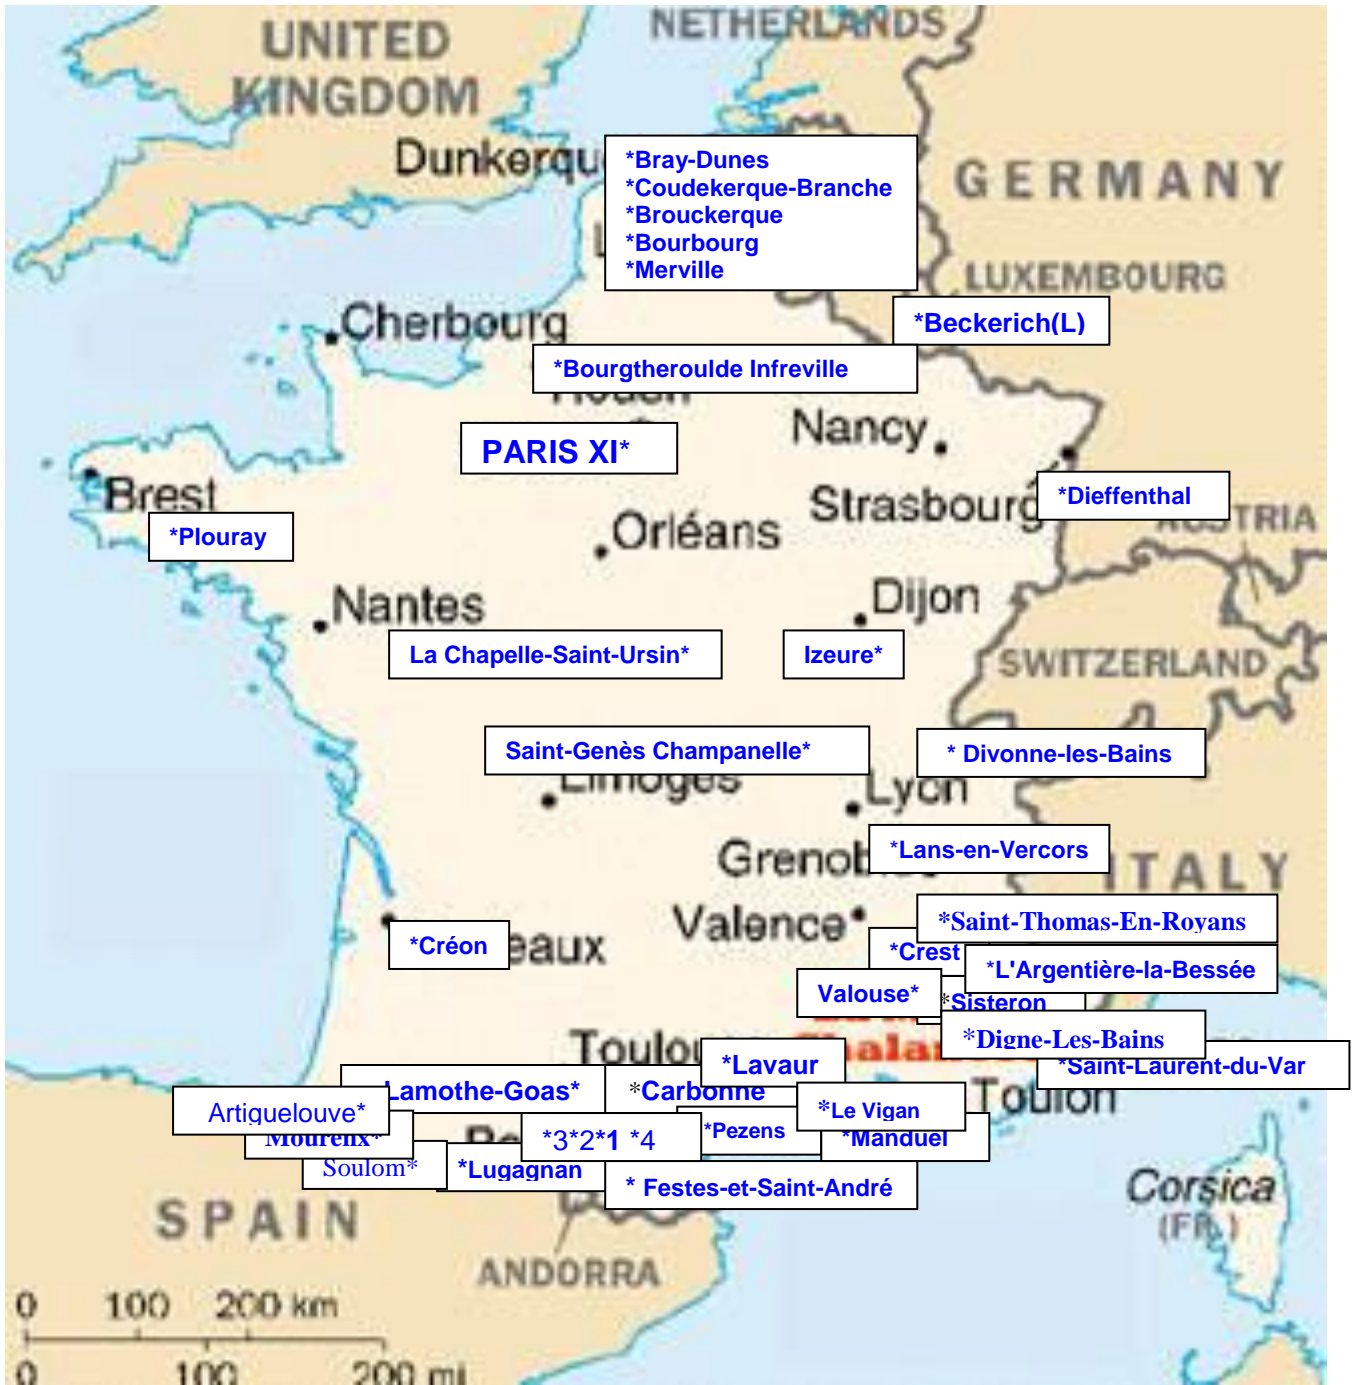 UNITED
KINGDOM
NETHERLANDS
Dunkerqu
*Bray-Dunes
*Coudekerque-Branche
*Brouckerque
*Bourbourg
*Merville
GERMANY
LUXEMBOURG
*Beckerich(L)
Cherbourg
*Bourgtheroulde Infreville
PARIS XI*
Nancy
Brest
Strasbourg
*Dieffenthal
AUSTRIA
*Plouray
Orléans
Nantes
Dijon
La Chapelle-Saint-Ursin*
Izeure*
SWITZERLAND
Saint-Genès Champanelle*
* Divonne-les-Bains
Limoges
Lyon
Grenob
*Lans-en-Vercors
ITALY
Valence
*Saint-Thomas-En-Royans
*Créon
eaux
*Crest
*L'Argentière-la-Bessée
Valouse*
*Sisteron
*Digne-Les-Bains
Toulou
*Lavaur
*Saint-Laurent-du-Var
Lamothe-Goas*
*Carbonne
Toulon
Artiguelouve*
*Le Vigan
Mourenx*
*3*2*1 *4
*Pezens
*Manduel
Soulom*
*Lugagnan
* Festes-et-Saint-André
SPAIN
Corsica
(FR.)
ANDORRA
0 100 200 km
0 100 200 mi